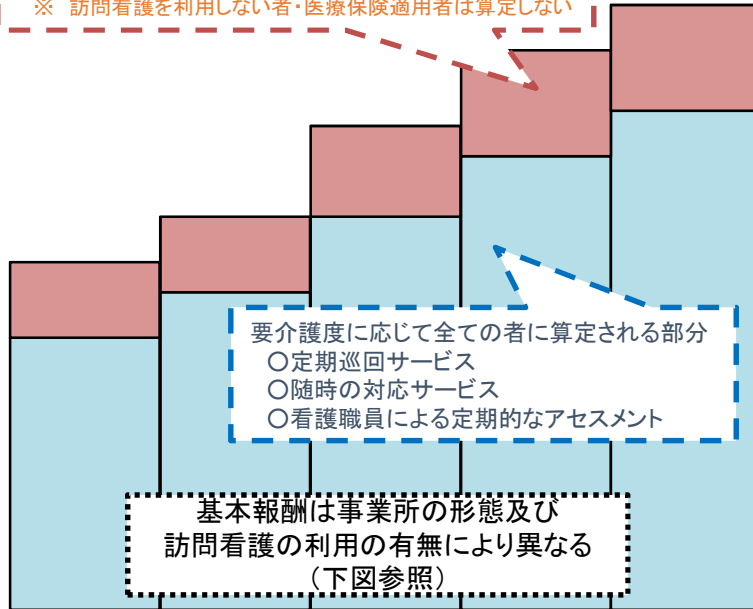 ※ 訪問看護を利用しない者・医療保険適用者は算定しない
要介護度に応じて全ての者に算定される部分
○定期巡回サービス
○随時の対応サービス
○看護職員による定期的なアセスメント
基本報酬は事業所の形態及び
訪問看護の利用の有無により異なる
（下図参照）